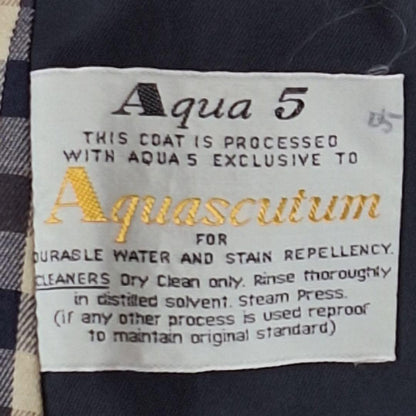 Aqua 5
THIS COAT IS PROCESSED
WITH AQUA 5 EXCLUSIVE TO
Aquascutum
FOR
DURABLE WATER AND STAIN REPELLENCY.
CLEANERS Dry Clean only. Rinse thoroughly
in distilled solvent. Steam Press.
(if any other process is used reproof
to maintain original standard)